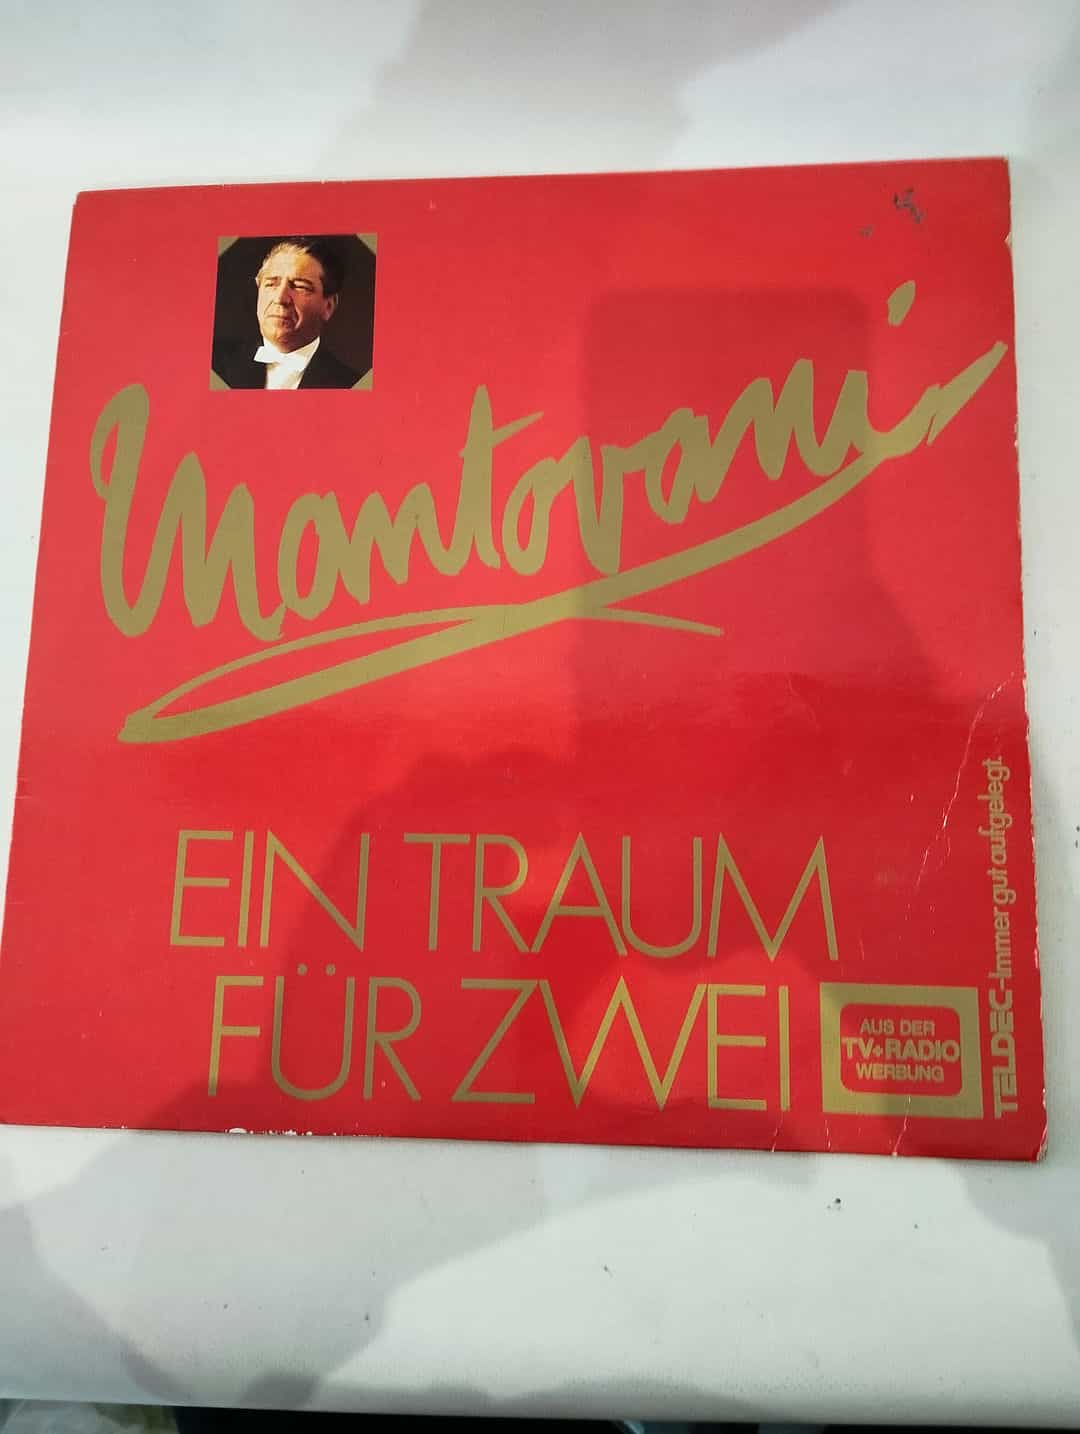 Mantovani
EIN TRAUM
FÜR ZWEI
AUS DER
TV+RADIO
WERBUNG
TELDEC-Immer gut aufgelegt.